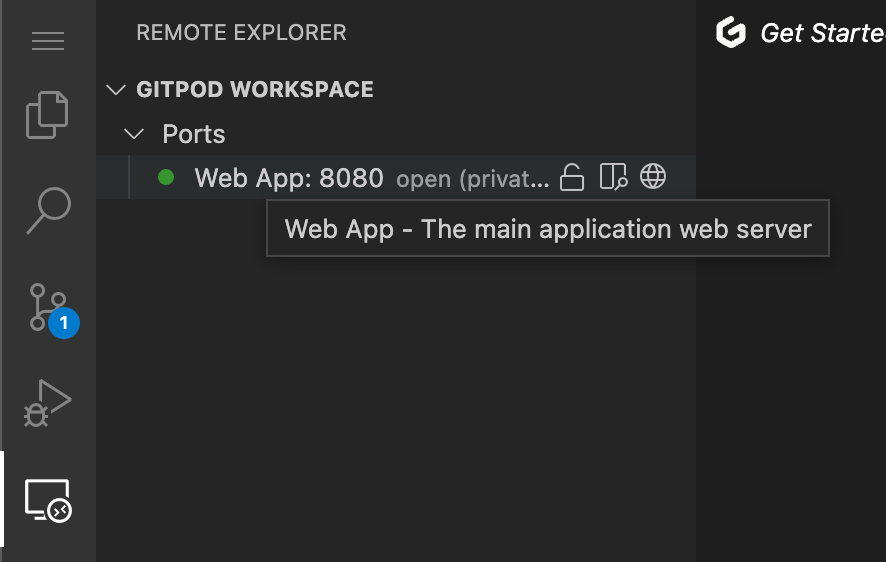 REMOTE EXPLORER
Get Starte
GITPOD WORKSPACE
Ports
Web App: 8080 open (privat...
Web App - The main application web server
1